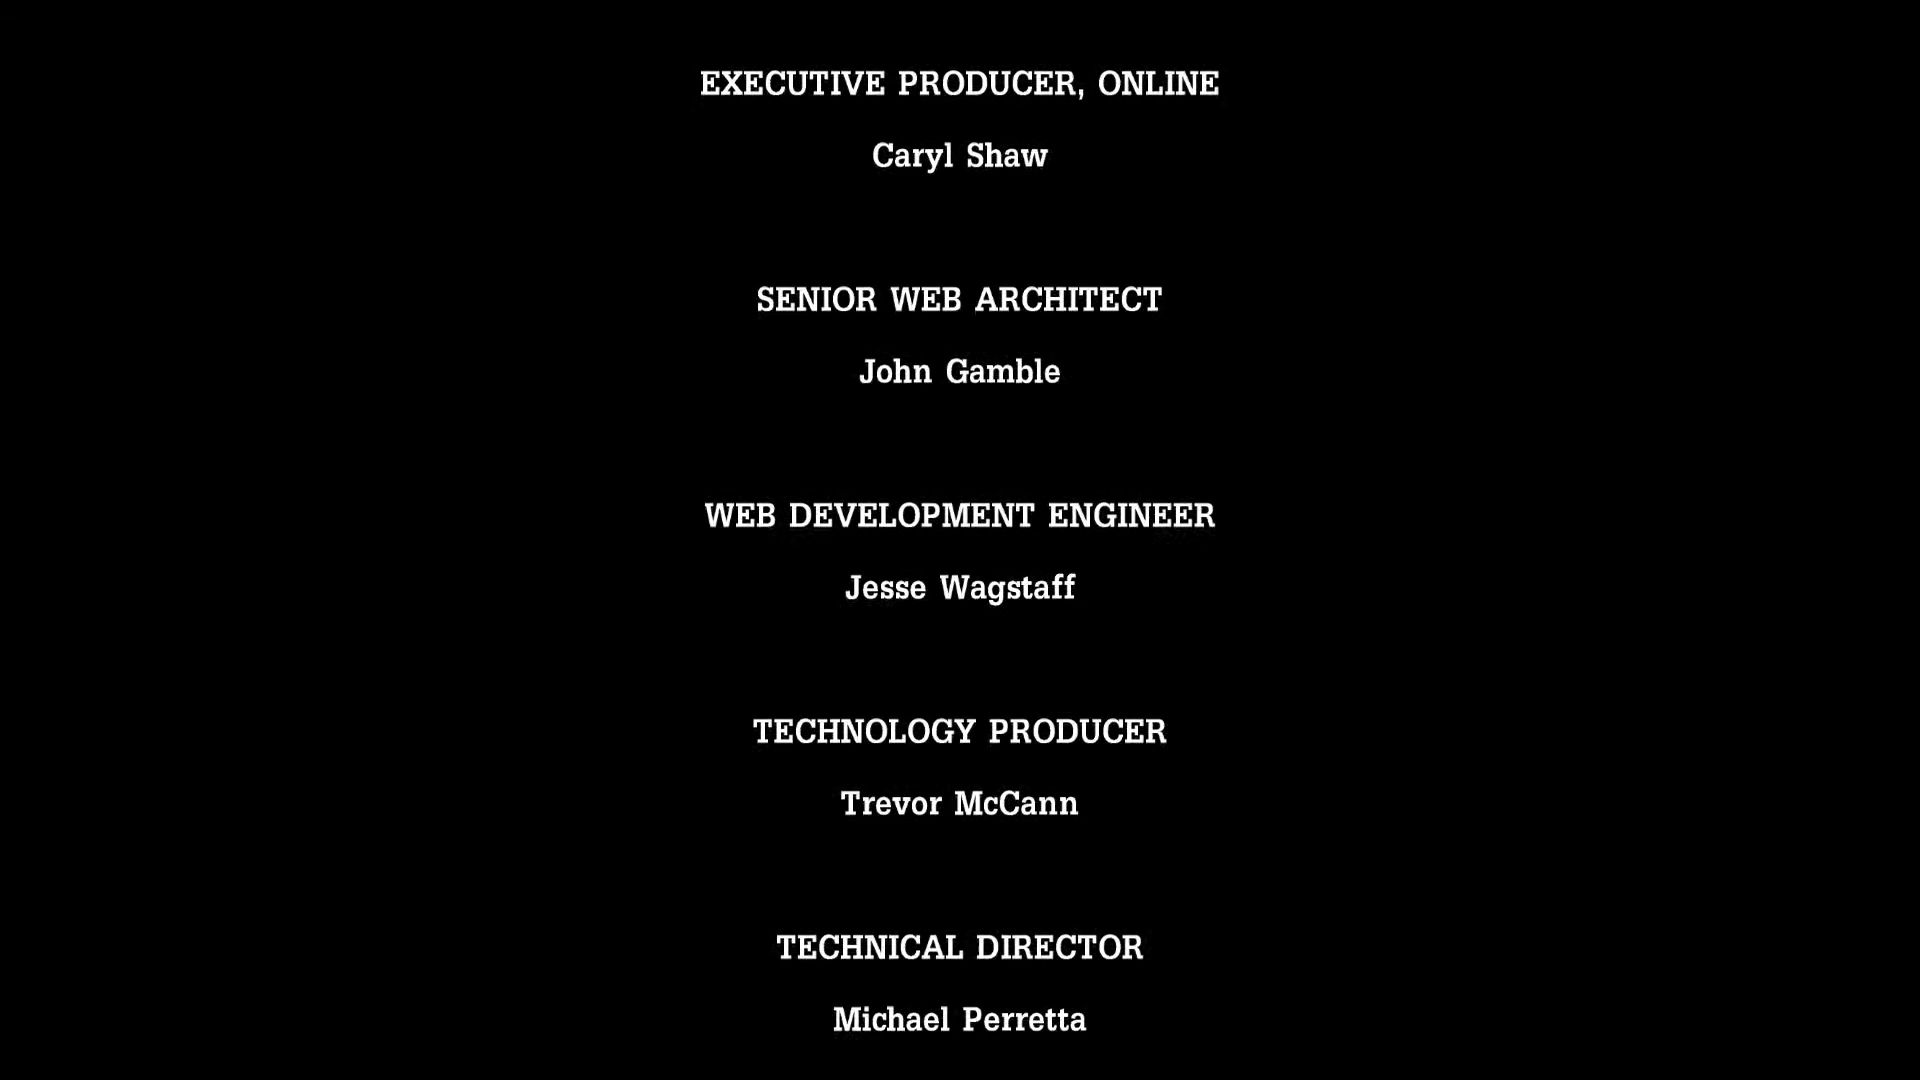 EXECUTIVE PRODUCER, ONLINE
Caryl Shaw
SENIOR WEB ARCHITECT
John Gamble
WEB DEVELOPMENT ENGINEER
Jesse Wagstaff
TECHNOLOGY PRODUCER
Trevor McCann
TECHNICAL DIRECTOR
Michael Perretta